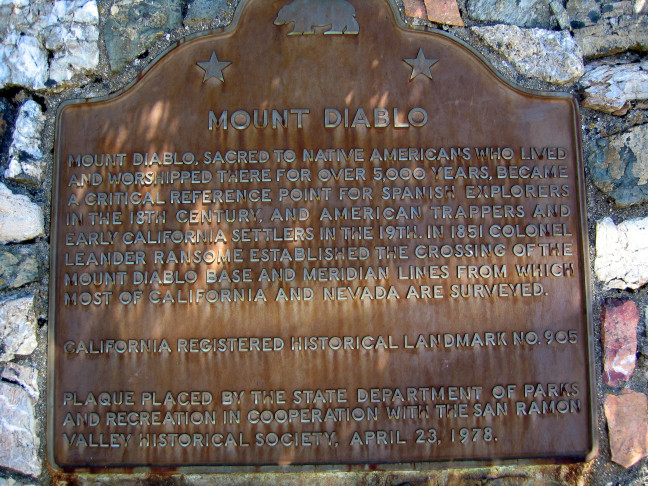 MOUNT DIABLO
MOUNT DIABLO, SACRED TO NATIVE AMERICANS WHO LIVED
AND WORSHIPPED THERE FOR OVER 5,000 YEARS, BECAME
A CRITICAL REFERENCE POINT FOR SPANISH EXPLORERS
IN THE 18TH CENTURY, AND AMERICAN TRAPPERS AND
EARLY CALIFORNIA SETTLERS IN THE 19TH. IN 1851 COLONEL
LEANDER RANSOME ESTABLISHED THE CROSSING OF THE
MOUNT DIABLO BASE AND MERIDIAN LINES FROM WHICH
MOST OF CALIFORNIA AND NEVADA ARE SURVEYED.
CALIFORNIA REGISTERED HISTORICAL LANDMARK NO. 905
PLAQUE PLACED BY THE STATE DEPARTMENT OF PARKS
AND RECREATION IN COOPERATION WITH THE SAN RAMON
VALLEY HISTORICAL SOCIETY, APRIL 23, 1978.